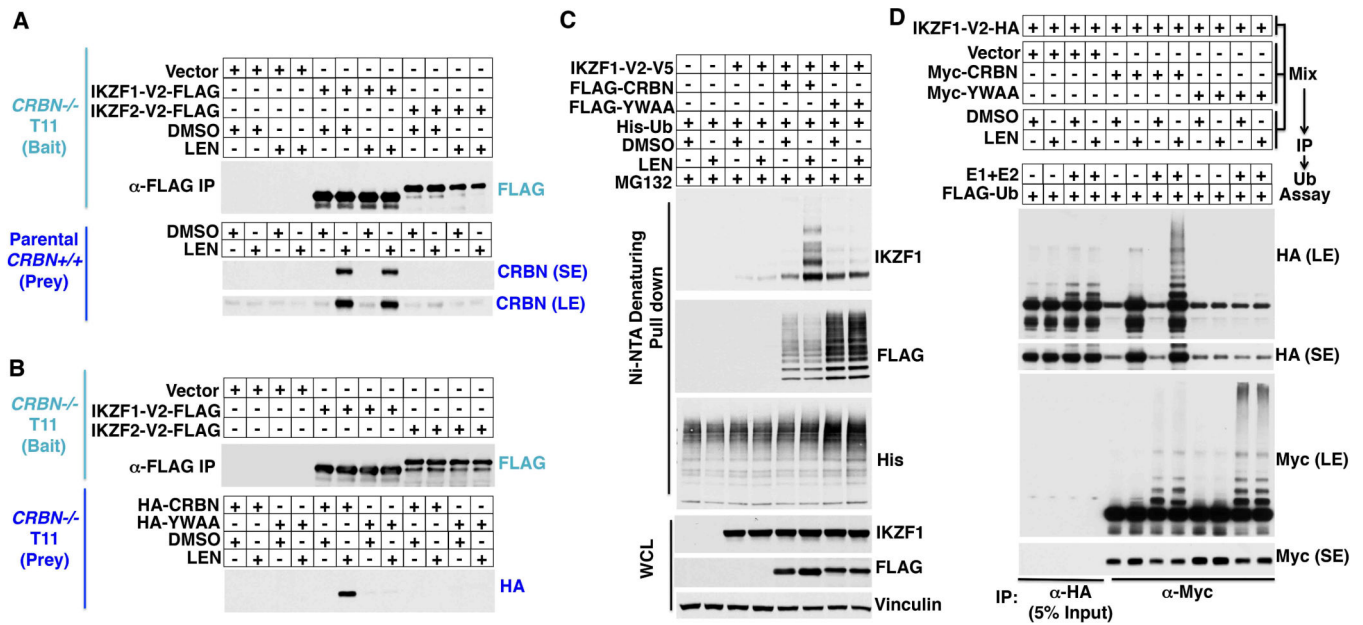 A
CRBN-/-
T11
(Bait)
Vector + + + + - - - - - - - -
IKZF1-V2-FLAG - - - - + + + + - - - -
IKZF2-V2-FLAG - - - - - - - - + + + +
DMSO + + - - + + - - + + - -
LEN - - + + - - + + - - + +
α-FLAG IP
FLAG
Parental
CRBN+/+
(Prey)
DMSO + - + - + - + - + - + -
LEN - + - + - + - + - + - +
CRBN (SE)
CRBN (LE)
B
CRBN-/-
T11
(Bait)
Vector + + + + - - - - - - - -
IKZF1-V2-FLAG - - - - + + + + - - - -
IKZF2-V2-FLAG - - - - - - - - + + + +
α-FLAG IP
FLAG
CRBN-/-
T11
(Prey)
HA-CRBN + + - - + + - - + + - -
HA-YWAA - - + + - - + + - - + +
DMSO + - + - + - + - + - + -
LEN - + - + - + - + - + - +
HA
C
IKZF1-V2-V5 - - + + + + + +
FLAG-CRBN - - - - + + - -
FLAG-YWAA - - - - - - + +
His-Ub + + + + + + + +
DMSO + - + - + - + -
LEN - + - + - + - +
MG132 + + + + + + + +
Ni-NTA Denaturing
Pull down
IKZF1
FLAG
His
WCL
IKZF1
FLAG
Vinculin
D
IKZF1-V2-HA + + + + + + + + + + + +
Vector + + + + - - - - - - - -
Myc-CRBN - - - - + + + + - - - -
Myc-YWAA - - - - - - - - + + + +
DMSO + - + - + - + - + - + -
LEN - + - + - + - + - + - +
Mix
IP
Ub
Assay
E1+E2 - - + + - - + + - - + +
FLAG-Ub + + + + + + + + + + + +
HA (LE)
HA (SE)
Myc (LE)
Myc (SE)
IP: α-HA α-Myc
(5% Input)